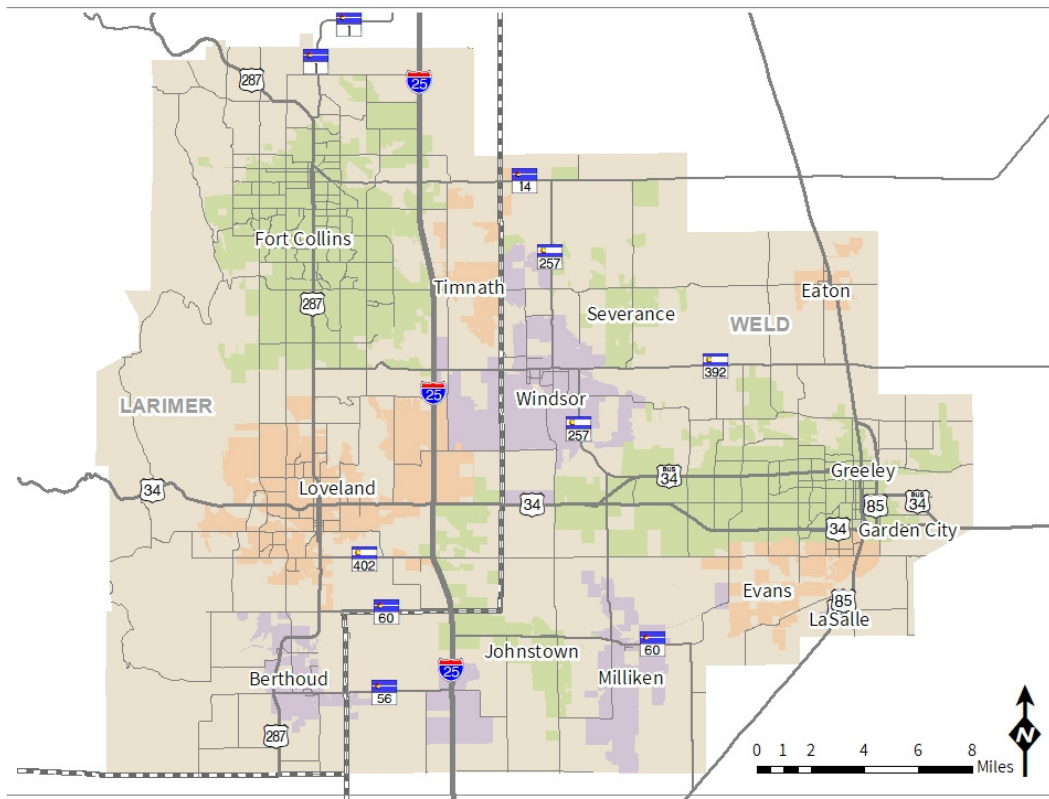 1
1
287
25
14
Fort Collins
257
287
Timnath
Eaton
Severance
WELD
392
25
LARIMER
Windsor
257
Greeley
BUS
34
Loveland
34
34
85
BUS
34
34
Garden City
402
Evans
85
60
LaSalle
60
Johnstown
25
Berthoud
Milliken
56
287
N
0 1 2 4 6 8
Miles